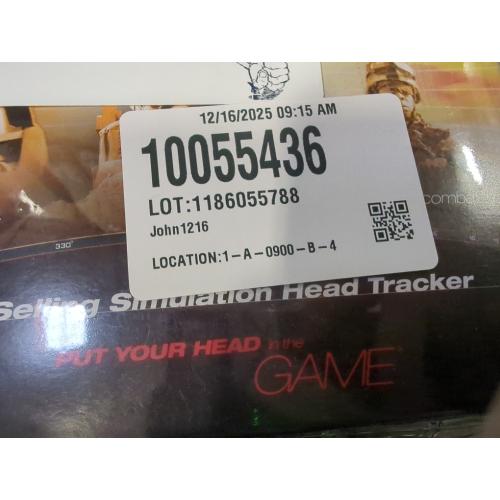 12/16/2025 09:15 AM
10055436
LOT:1186055788
John1216
LOCATION:1-A-0900-B-4
combat
330°
Selling Simulation Head Tracker
PUT YOUR HEAD in the
GAME